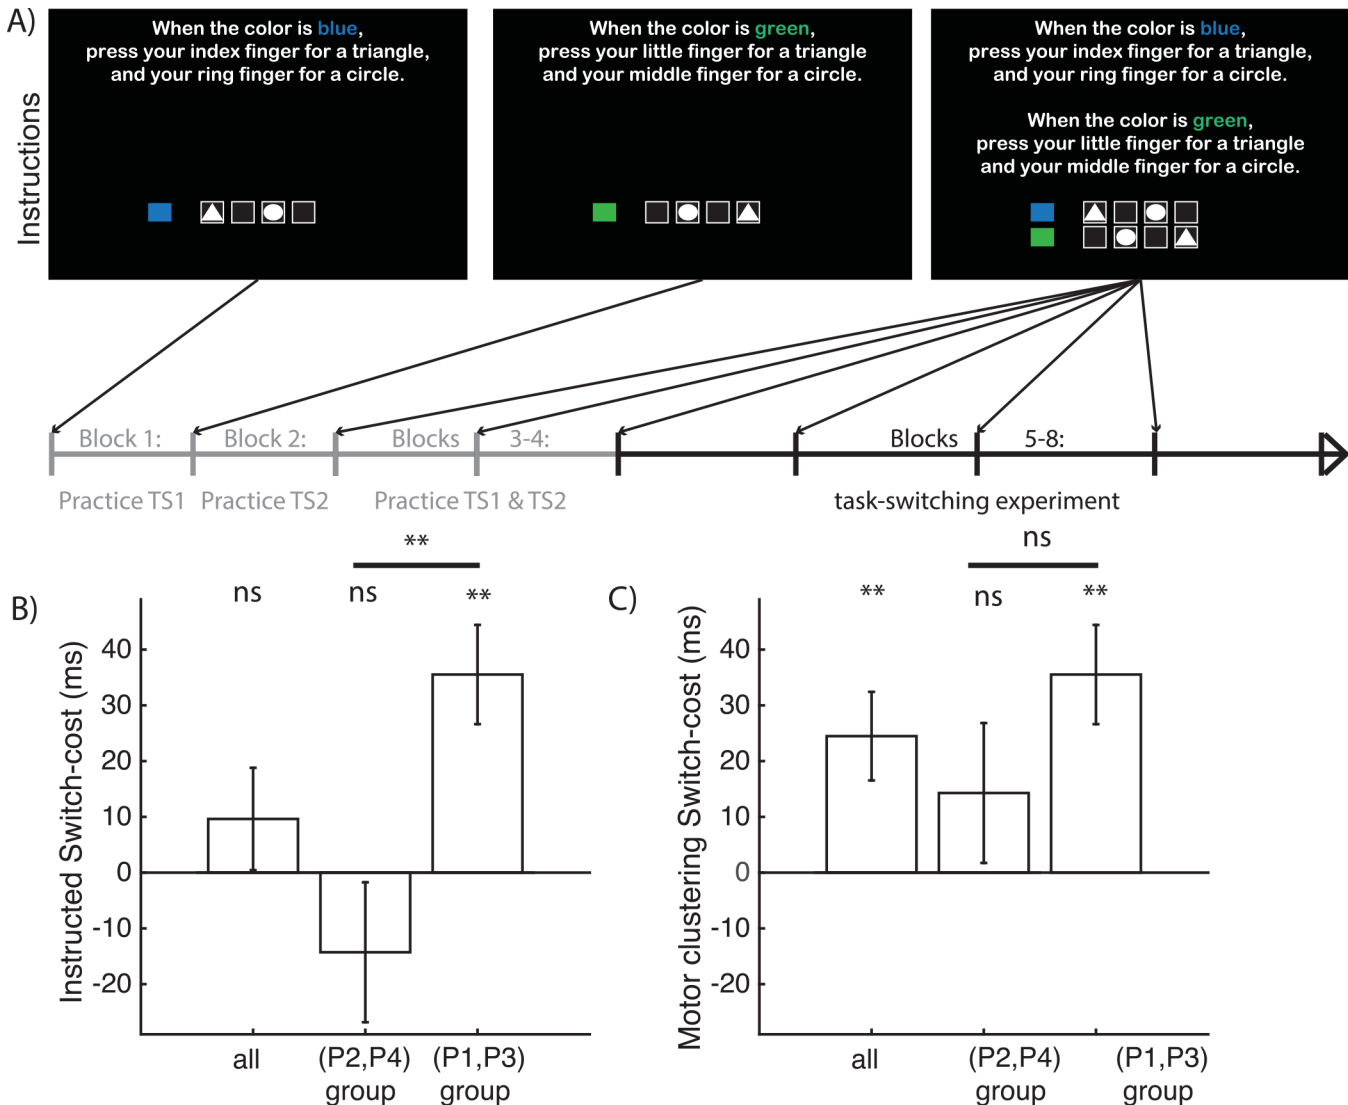 A)
Instructions
When the color is blue,
press your index finger for a triangle,
and your ring finger for a circle.
When the color is green,
press your little finger for a triangle
and your middle finger for a circle.
When the color is blue,
press your index finger for a triangle,
and your ring finger for a circle.
When the color is green,
press your little finger for a triangle
and your middle finger for a circle.
Block 1:
Block 2:
Blocks 3-4:
Blocks 5-8:
Practice TS1
Practice TS2
Practice TS1 & TS2
task-switching experiment
B)
**
ns
ns
**
Instructed Switch-cost (ms)
40
30
20
10
0
-10
-20
all
(P2,P4)
group
(P1,P3)
group
C)
ns
**
ns
**
Motor clustering Switch-cost (ms)
40
30
20
10
0
-10
-20
all
(P2,P4)
group
(P1,P3)
group